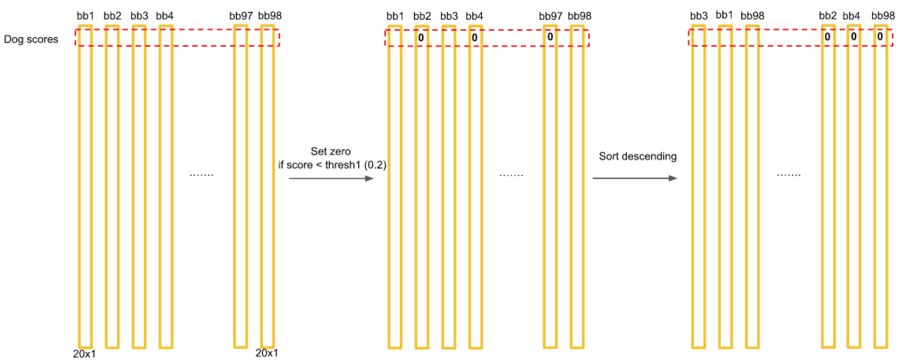 bb1 bb2 bb3 bb4 bb97 bb98
bb1 bb2 bb3 bb4 bb97 bb98
bb3 bb1 bb98 bb2 bb4 bb98
Dog scores
0 0 0
0 0 0
Set zero
if score < thresh1 (0.2)
Sort descending
.......
.......
.......
20x1 20x1